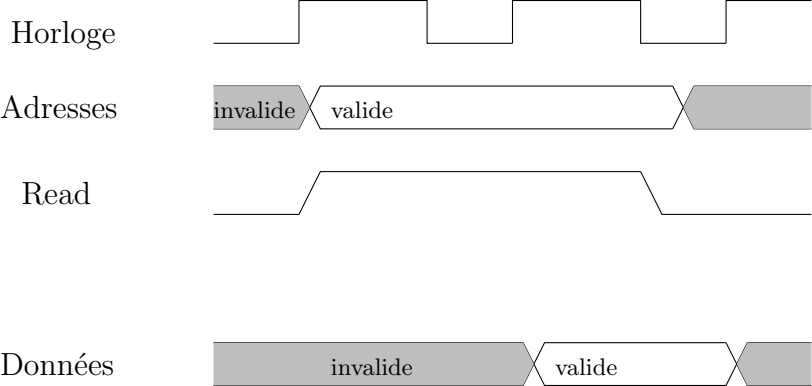 Horloge
Adresses
invalide
valide
Read
Données
invalide
valide